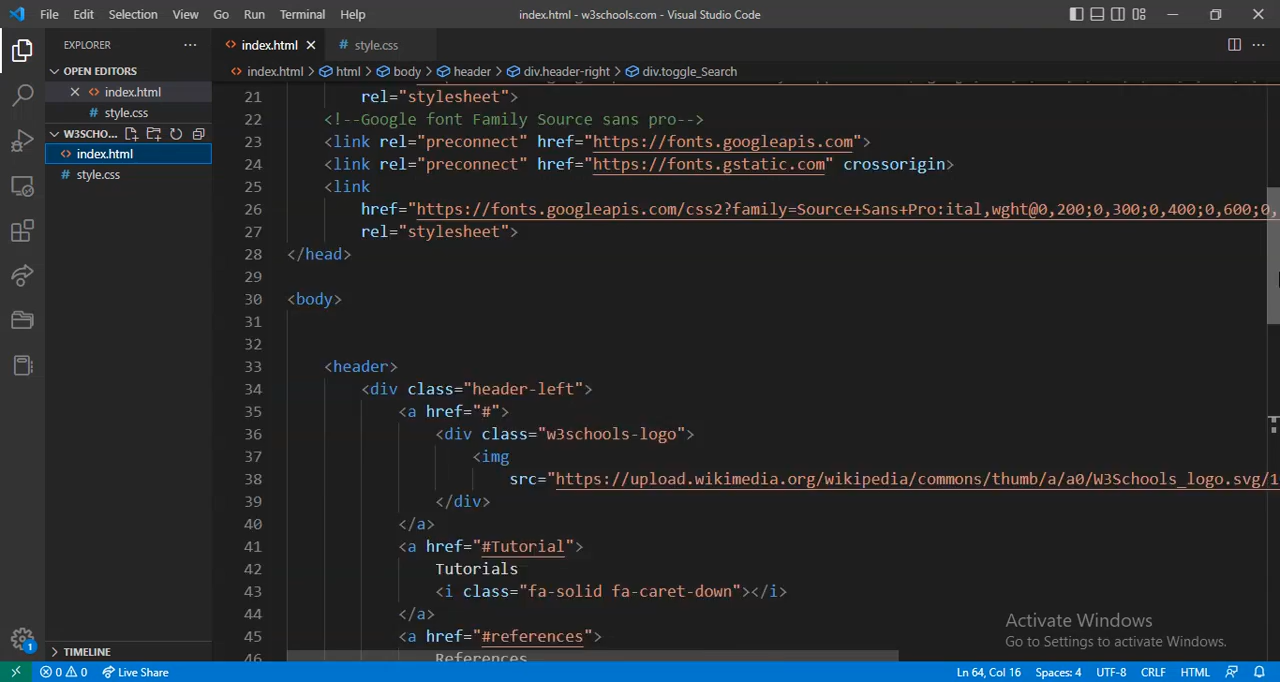 File Edit Selection View Go Run Terminal Help index.html - w3schools.com - Visual Studio Code
EXPLORER
index.html
# style.css
OPEN EDITORS
index.html > html > body > header > div.header-right > div.toggle_Search
index.html
# style.css
W3SCHO...
index.html
# style.css
21 rel="stylesheet">
22 <!--Google font Family Source sans pro-->
23 <link rel="preconnect" href="https://fonts.googleapis.com">
24 <link rel="preconnect" href="https://fonts.gstatic.com" crossorigin>
25 <link
26 href="https://fonts.googleapis.com/css2?family=Source+Sans+Pro:ital,wght@0,200;0,300;0,400;0,600;0,
27 rel="stylesheet">
28 </head>
29
30 <body>
31
32
33 <header>
34 <div class="header-left">
35 <a href="#">
36 <div class="w3schools-logo">
37 <img
38 src="https://upload.wikimedia.org/wikipedia/commons/thumb/a/a0/W3Schools_logo.svg/1
39 </div>
40 </a>
41 <a href="#Tutorial">
42 Tutorials
43 <i class="fa-solid fa-caret-down"></i>
44 </a>
45 <a href="#references">
46 References
Activate Windows
Go to Settings to activate Windows.
TIMELINE
1
0 0 Live Share Ln 64, Col 16 Spaces: 4 UTF-8 CRLF HTML